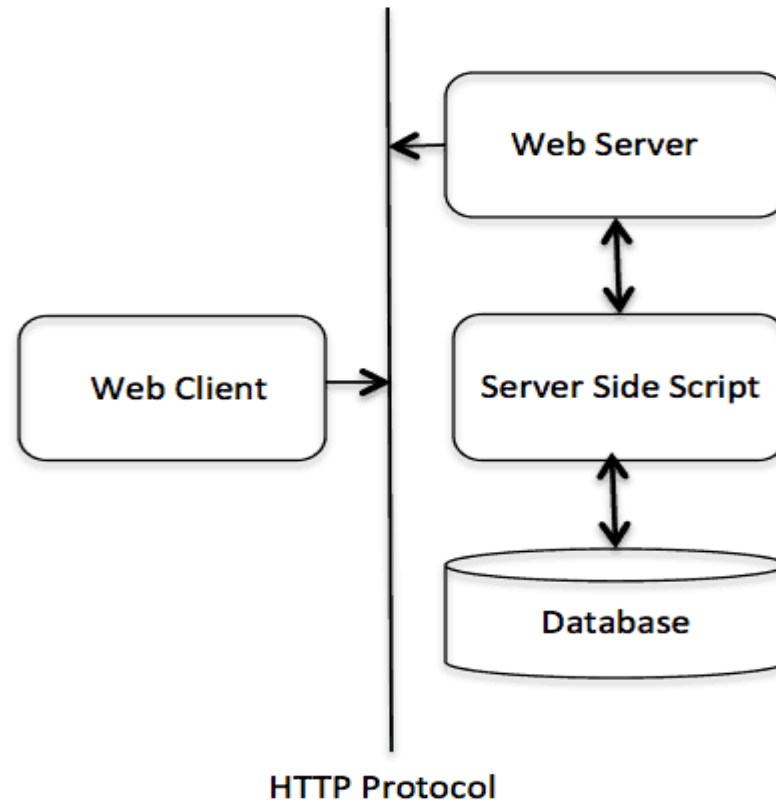 Web Server
Web Client
Server Side Script
Database
HTTP Protocol